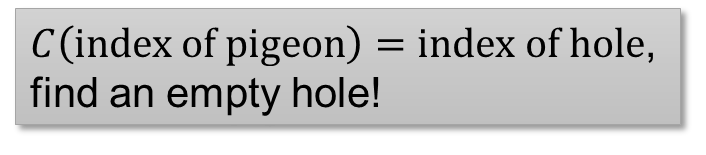 C(index of pigeon) = index of hole,
find an empty hole!